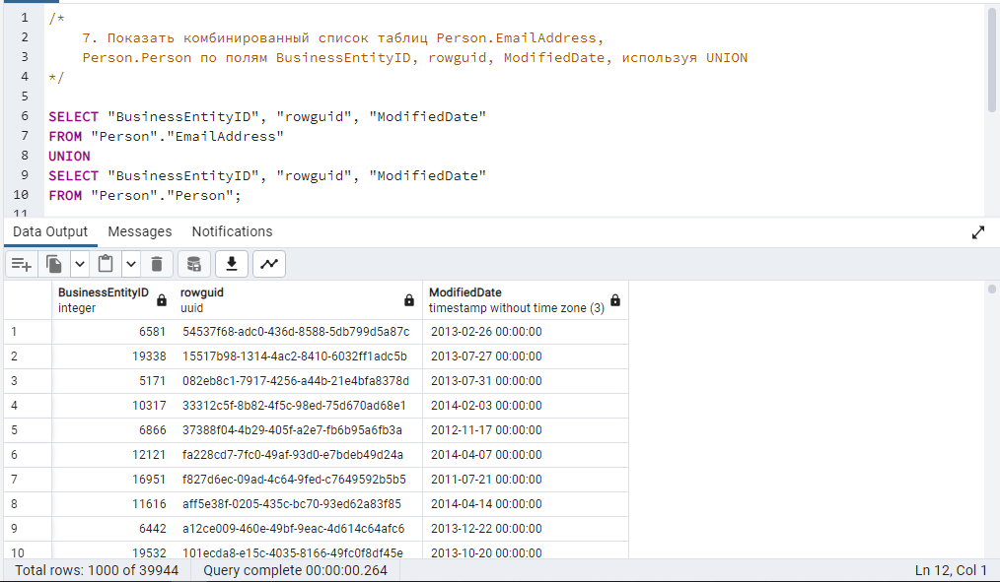 1 /*
2 7. Показать комбинированный список таблиц Person.EmailAddress,
3 Person.Person по полям BusinessEntityID, rowguid, ModifiedDate, используя UNION
4 */
5
6 SELECT "BusinessEntityID", "rowguid", "ModifiedDate"
7 FROM "Person"."EmailAddress"
8 UNION
9 SELECT "BusinessEntityID", "rowguid", "ModifiedDate"
10 FROM "Person"."Person";
11
Data Output Messages Notifications
BusinessEntityID rowguid ModifiedDate
integer uuid timestamp without time zone (3)
1 6581 54537f68-adc0-436d-8588-5db799d5a87c 2013-02-26 00:00:00
2 19338 15517b98-1314-4ac2-8410-6032ff1adc5b 2013-07-27 00:00:00
3 5171 082eb8c1-7917-4256-a44b-21e4bfa8378d 2013-07-31 00:00:00
4 10317 33312c5f-8b82-4f5c-98ed-75d670ad68e1 2014-02-03 00:00:00
5 6866 37388f04-4b29-405f-a2e7-fb6b95a6fb3a 2012-11-17 00:00:00
6 12121 fa228cd7-7fc0-49af-93d0-e7bdeb49d24a 2014-04-07 00:00:00
7 16951 f827d6ec-09ad-4c64-9fed-c7649592b5b5 2011-07-21 00:00:00
8 11616 aff5e38f-0205-435c-bc70-93ed62a83f85 2014-04-14 00:00:00
9 6442 a12ce009-460e-49bf-9eac-4d614c64afc6 2013-12-22 00:00:00
10 19532 101ecda8-e15c-4035-8166-49fc0f8df45e 2013-10-20 00:00:00
Total rows: 1000 of 39944 Query complete 00:00:00.264 Ln 12, Col 1